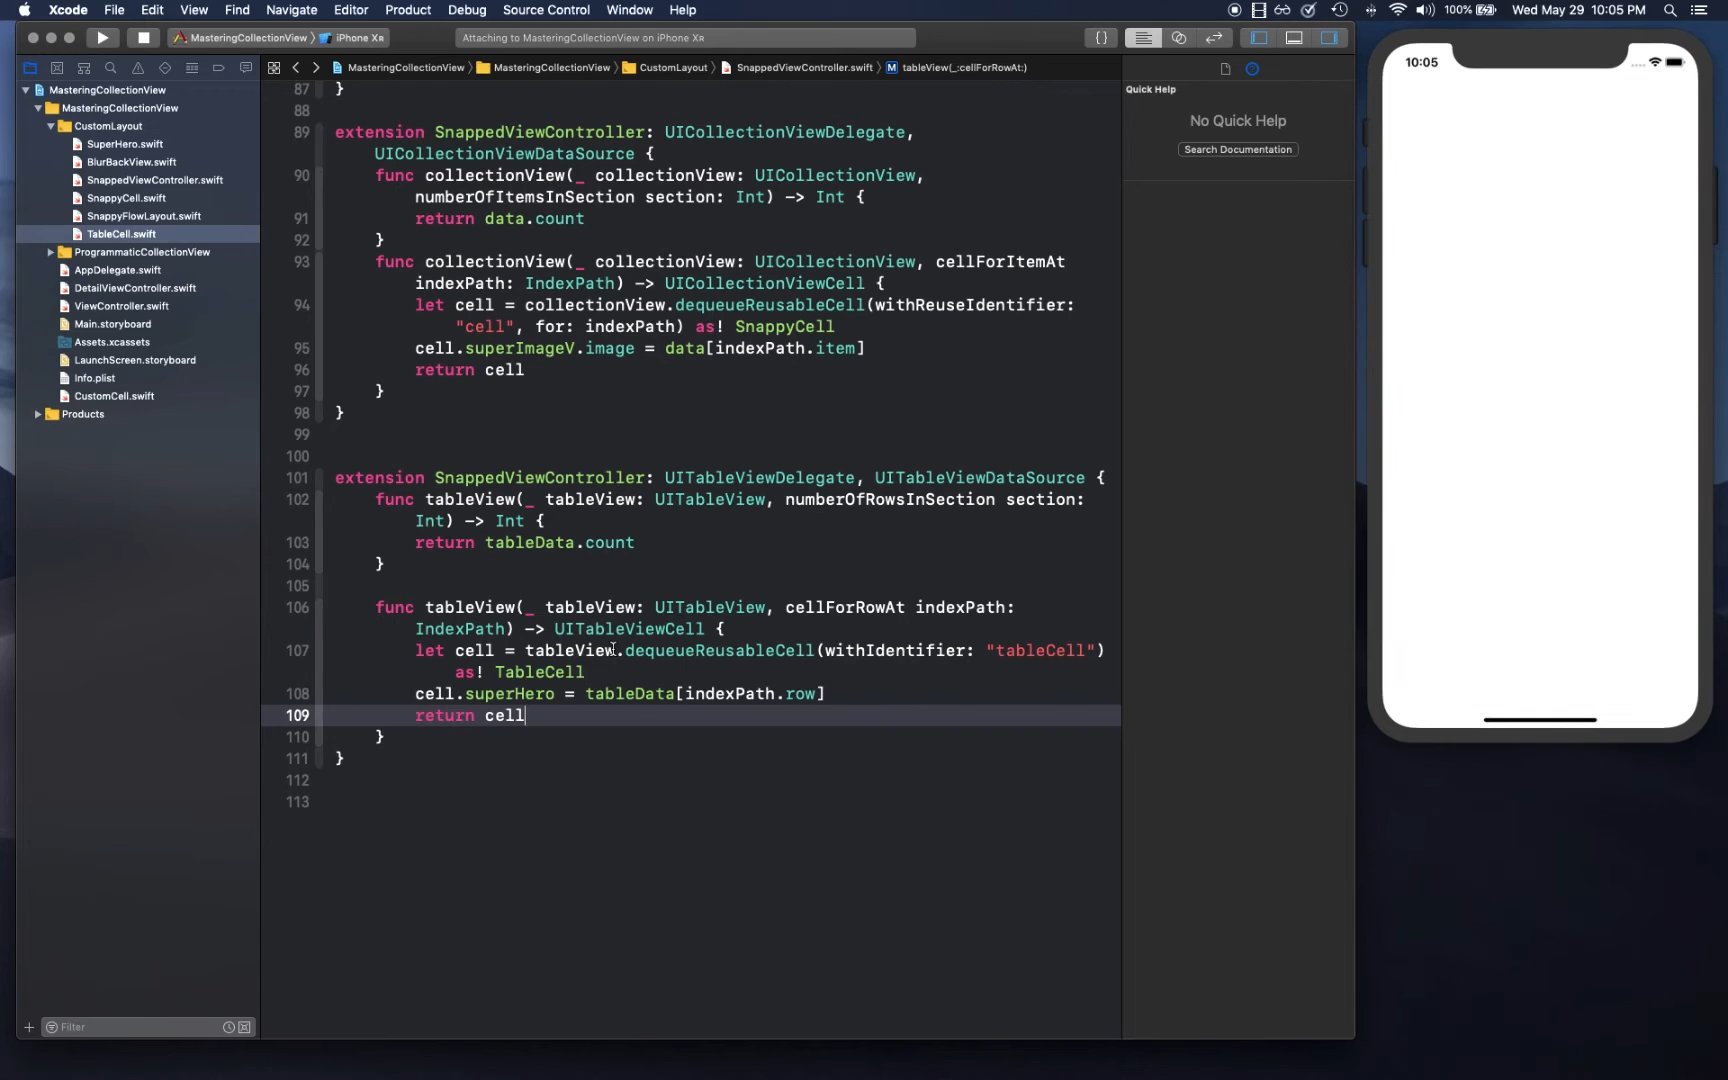 Xcode File Edit View Find Navigate Editor Product Debug Source Control Window Help 100% Wed May 29 10:05 PM
MasteringCollectionView iPhone XR Attaching to MasteringCollectionView on iPhone XR
MasteringCollectionView MasteringCollectionView CustomLayout SnappedViewController.swift M tableView(_:cellForRowAt:)
MasteringCollectionView
MasteringCollectionView
CustomLayout
SuperHero.swift
BlurBackView.swift
SnappedViewController.swift
SnappyCell.swift
SnappyFlowLayout.swift
TableCell.swift
ProgrammaticCollectionView
AppDelegate.swift
DetailViewController.swift
ViewController.swift
Main.storyboard
Assets.xcassets
LaunchScreen.storyboard
Info.plist
CustomCell.swift
Products
Filter
87 }
88
89 extension SnappedViewController: UICollectionViewDelegate,
UICollectionViewDataSource {
90 func collectionView(_ collectionView: UICollectionView,
numberOfItemsInSection section: Int) -> Int {
91 return data.count
92 }
93 func collectionView(_ collectionView: UICollectionView, cellForItemAt
indexPath: IndexPath) -> UICollectionViewCell {
94 let cell = collectionView.dequeueReusableCell(withReuseIdentifier:
"cell", for: indexPath) as! SnappyCell
95 cell.superImageV.image = data[indexPath.item]
96 return cell
97 }
98 }
99
100
101 extension SnappedViewController: UITableViewDelegate, UITableViewDataSource {
102 func tableView(_ tableView: UITableView, numberOfRowsInSection section:
Int) -> Int {
103 return tableData.count
104 }
105
106 func tableView(_ tableView: UITableView, cellForRowAt indexPath:
IndexPath) -> UITableViewCell {
107 let cell = tableView.dequeueReusableCell(withIdentifier: "tableCell")
as! TableCell
108 cell.superHero = tableData[indexPath.row]
109 return cell
110 }
111 }
112
113
Quick Help
No Quick Help
Search Documentation
10:05